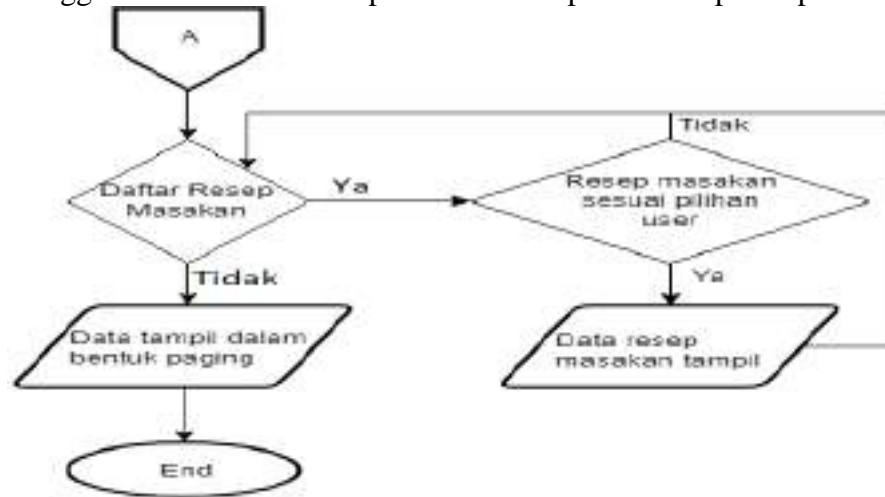 A
Tidak
Daftar Resep
Masakan
Ya
Resep masakan
sesuai pilihan
user
Tidak
Ya
Data tampil dalam
bentuk paging
Data resep
masakan tampil
End